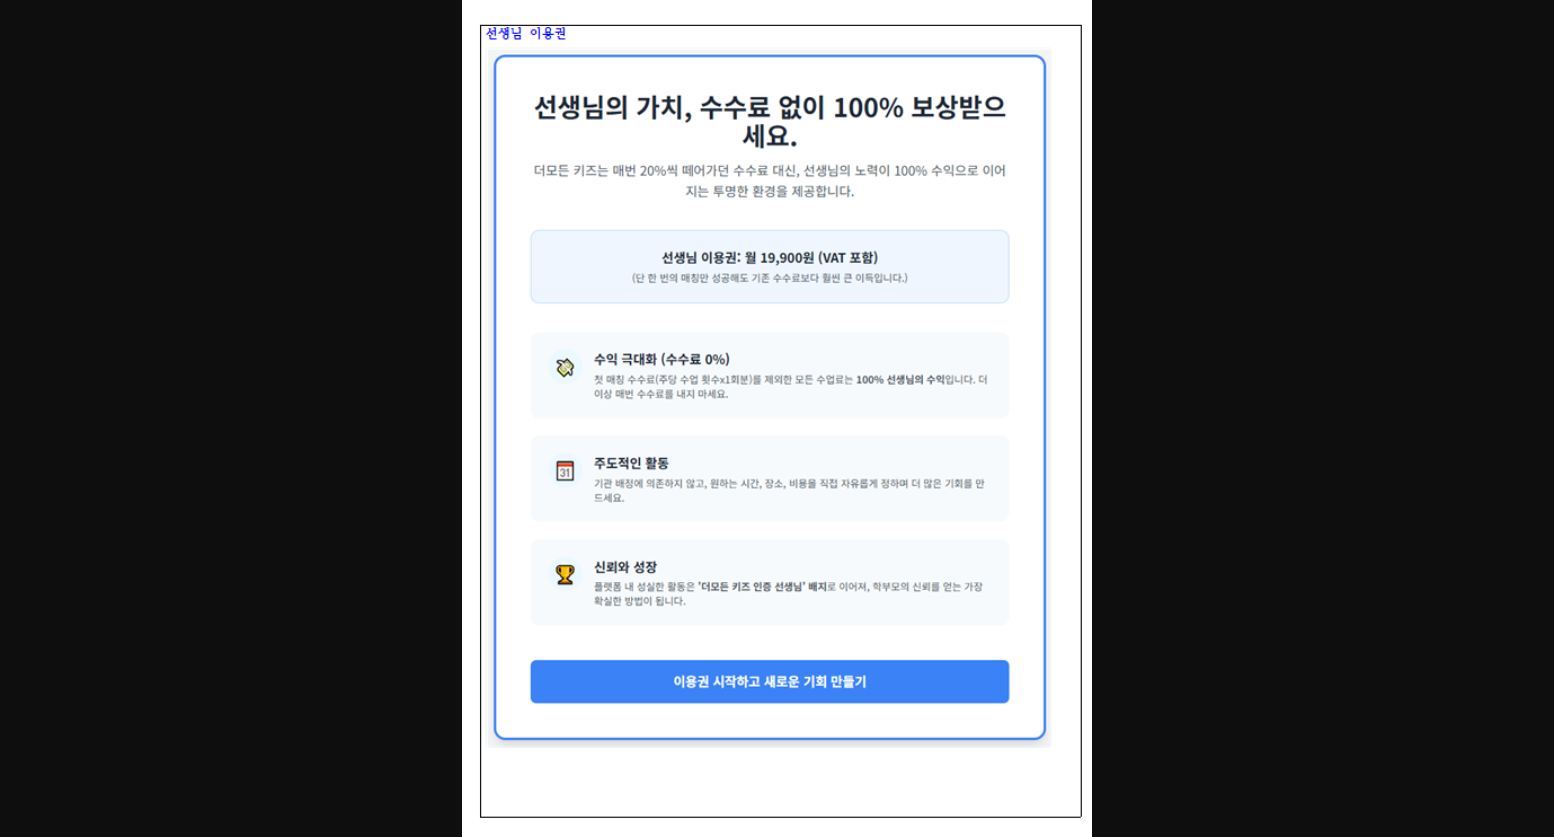 선생님 이용권
선생님의 가치, 수수료 없이 100% 보상받으
세요.
더모든 키즈는 매번 20%씩 떼어가던 수수료 대신, 선생님의 노력이 100% 수익으로 이어
지는 투명한 환경을 제공합니다.
선생님 이용권: 월 19,900원 (VAT 포함)
(단 한 번의 매칭만 성공해도 기존 수수료보다 훨씬 큰 이득입니다.)
수익 극대화 (수수료 0%)
첫 매칭 수수료(주당 수업 횟수x1회분)를 제외한 모든 수업료는 100% 선생님의 수익입니다. 더
이상 매번 수수료를 내지 마세요.
31
주도적인 활동
기관 배정에 의존하지 않고, 원하는 시간, 장소, 비용을 직접 자유롭게 정하며 더 많은 기회를 만
드세요.
신뢰와 성장
플랫폼 내 성실한 활동은 '더모든 키즈 인증 선생님' 배지로 이어져, 학부모의 신뢰를 얻는 가장
확실한 방법이 됩니다.
이용권 시작하고 새로운 기회 만들기